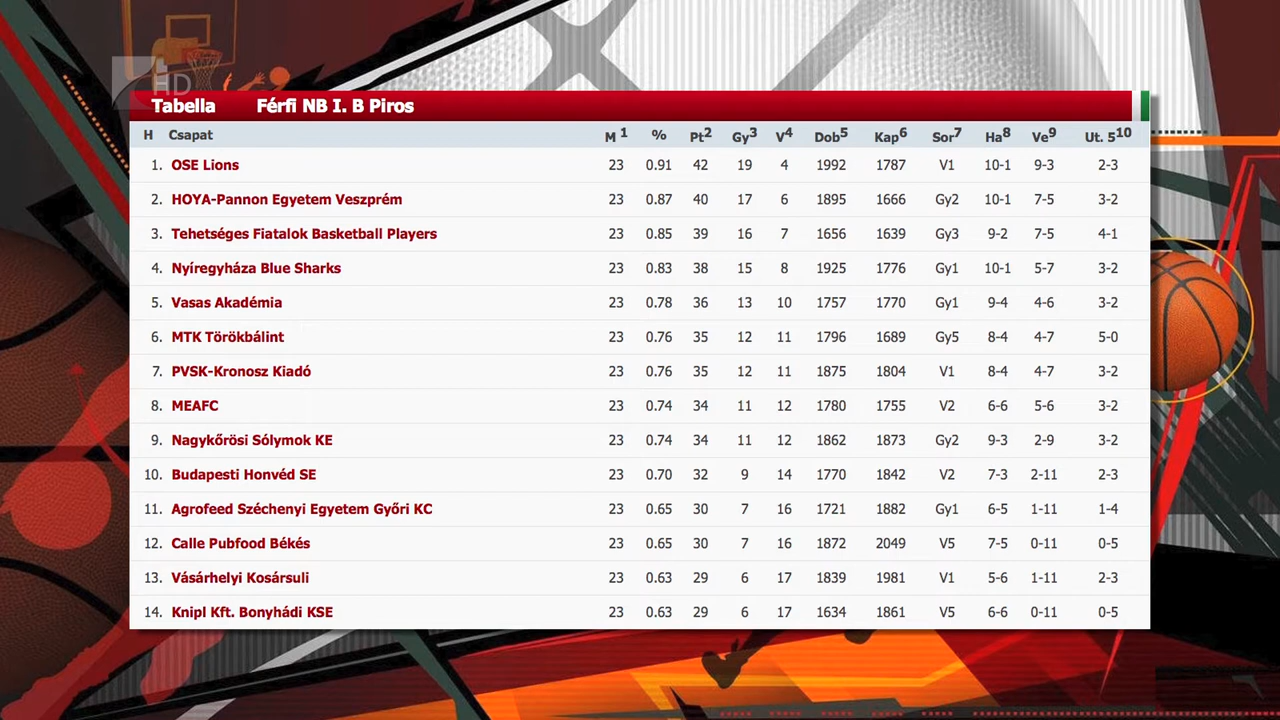 HD
Tabella Férfi NB I. B Piros
H Csapat M 1 % Pt2 Gy3 V4 Dob5 Kap6 Sor7 Ha8 Ve9 Ut. 510
1. OSE Lions 23 0.91 42 19 4 1992 1787 V1 10-1 9-3 2-3
2. HOYA-Pannon Egyetem Veszprém 23 0.87 40 17 6 1895 1666 Gy2 10-1 7-5 3-2
3. Tehetséges Fiatalok Basketball Players 23 0.85 39 16 7 1656 1639 Gy3 9-2 7-5 4-1
4. Nyíregyháza Blue Sharks 23 0.83 38 15 8 1925 1776 Gy1 10-1 5-7 3-2
5. Vasas Akadémia 23 0.78 36 13 10 1757 1770 Gy1 9-4 4-6 3-2
6. MTK Törökbálint 23 0.76 35 12 11 1796 1689 Gy5 8-4 4-7 5-0
7. PVSK-Kronosz Kiadó 23 0.76 35 12 11 1875 1804 V1 8-4 4-7 3-2
8. MEAFC 23 0.74 34 11 12 1780 1755 V2 6-6 5-6 3-2
9. Nagykőrösi Sólymok KE 23 0.74 34 11 12 1862 1873 Gy2 9-3 2-9 3-2
10. Budapesti Honvéd SE 23 0.70 32 9 14 1770 1842 V2 7-3 2-11 2-3
11. Agrofeed Széchenyi Egyetem Győri KC 23 0.65 30 7 16 1721 1882 Gy1 6-5 1-11 1-4
12. Calle Pubfood Békés 23 0.65 30 7 16 1872 2049 V5 7-5 0-11 0-5
13. Vásárhelyi Kosársuli 23 0.63 29 6 17 1839 1981 V1 5-6 1-11 2-3
14. Knipl Kft. Bonyhádi KSE 23 0.63 29 6 17 1634 1861 V5 6-6 0-11 0-5